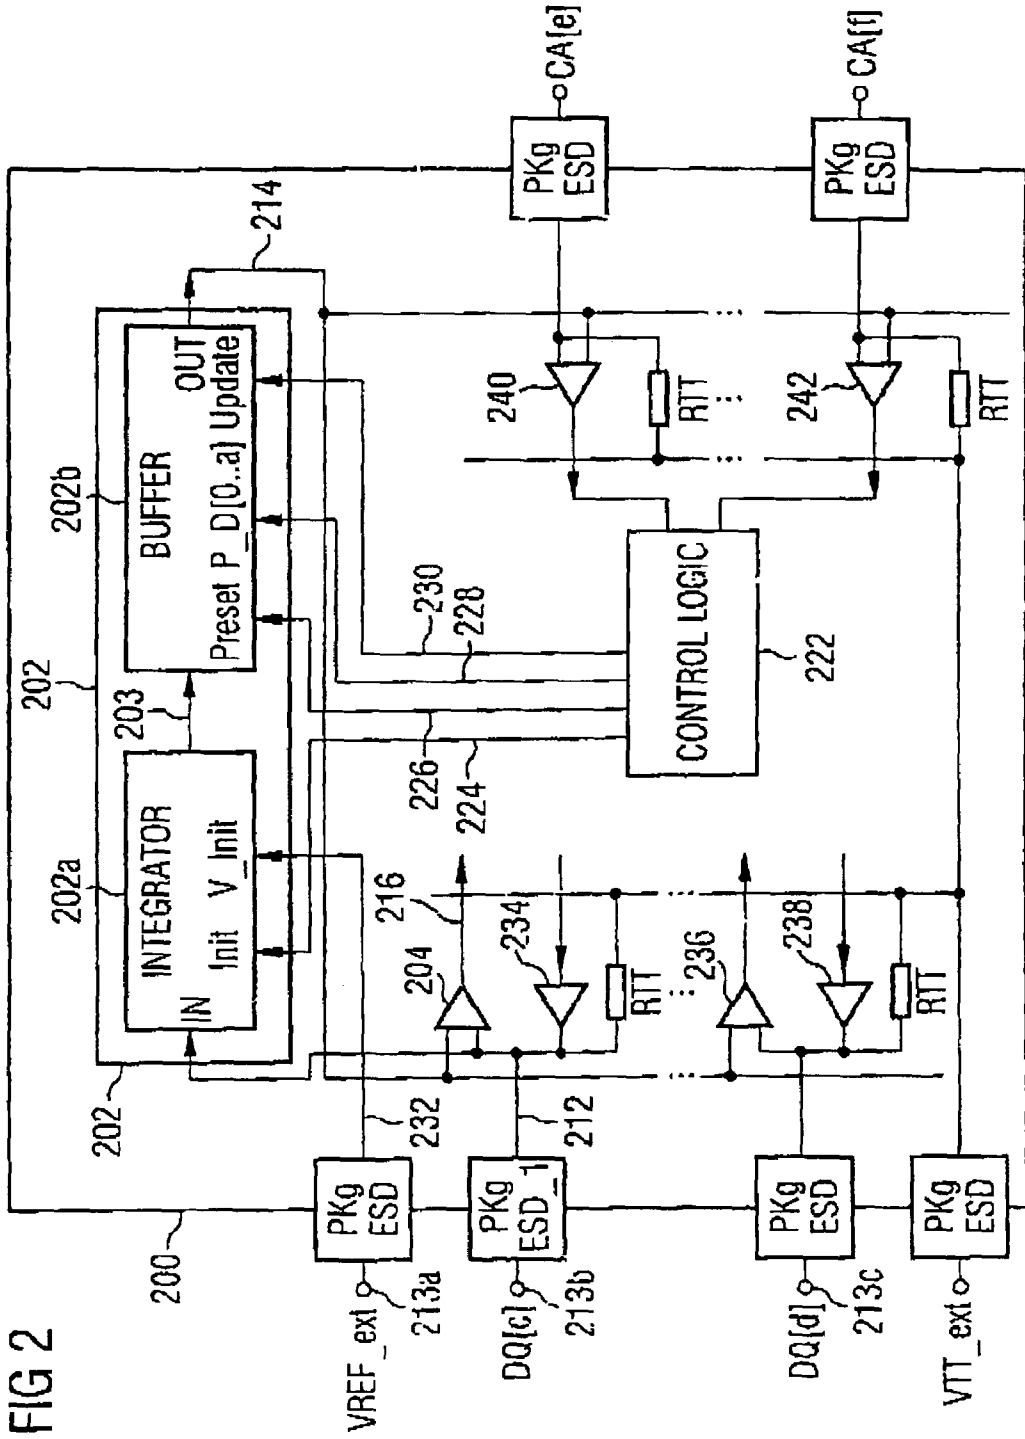 FIG 2
200
202
202
202a
202b
INTEGRATOR
IN
Init V_Init
203
BUFFER
OUT
Preset P_D[0..a] Update
214
VREF_ext
213a
PKg
ESD
232
DQ[c]
213b
PKg
ESD_1
212
204
216
234
RTT
226
224
230
228
CONTROL LOGIC
222
240
RTT
PKg
ESD
CA[e]
DQ[d]
213c
PKg
ESD
236
238
RTT
242
RTT
PKg
ESD
CA[f]
VTT_ext
PKg
ESD